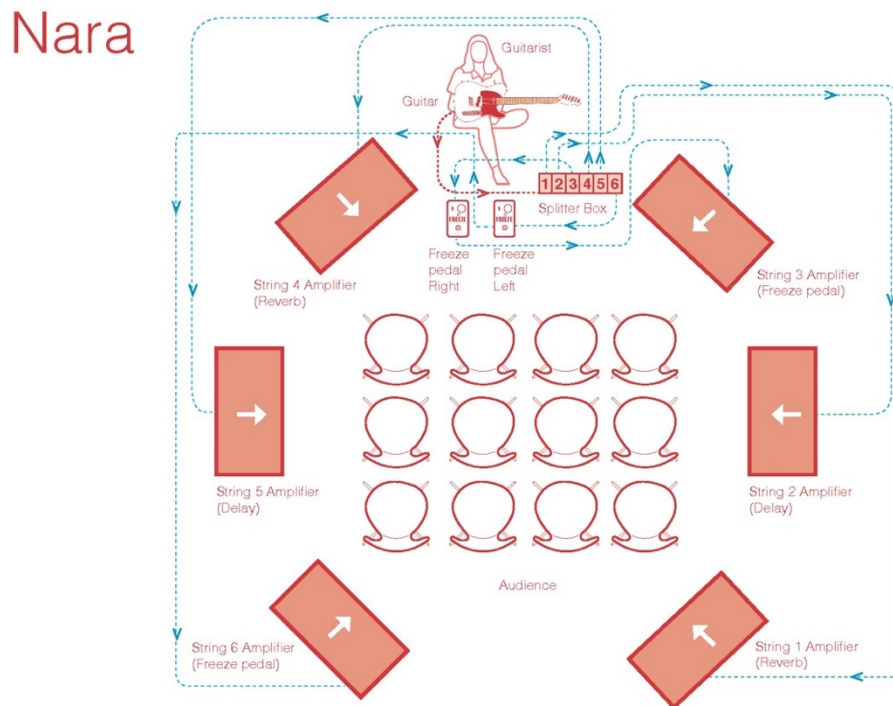 Nara
Guitarist
Guitar
1 2 3 4 5 6
Splitter Box
FREEZE
FREEZE
Freeze
pedal
Right
Freeze
pedal
Left
String 4 Amplifier
(Reverb)
String 3 Amplifier
(Freeze pedal)
String 5 Amplifier
(Delay)
String 2 Amplifier
(Delay)
Audience
String 6 Amplifier
(Freeze pedal)
String 1 Amplifier
(Reverb)